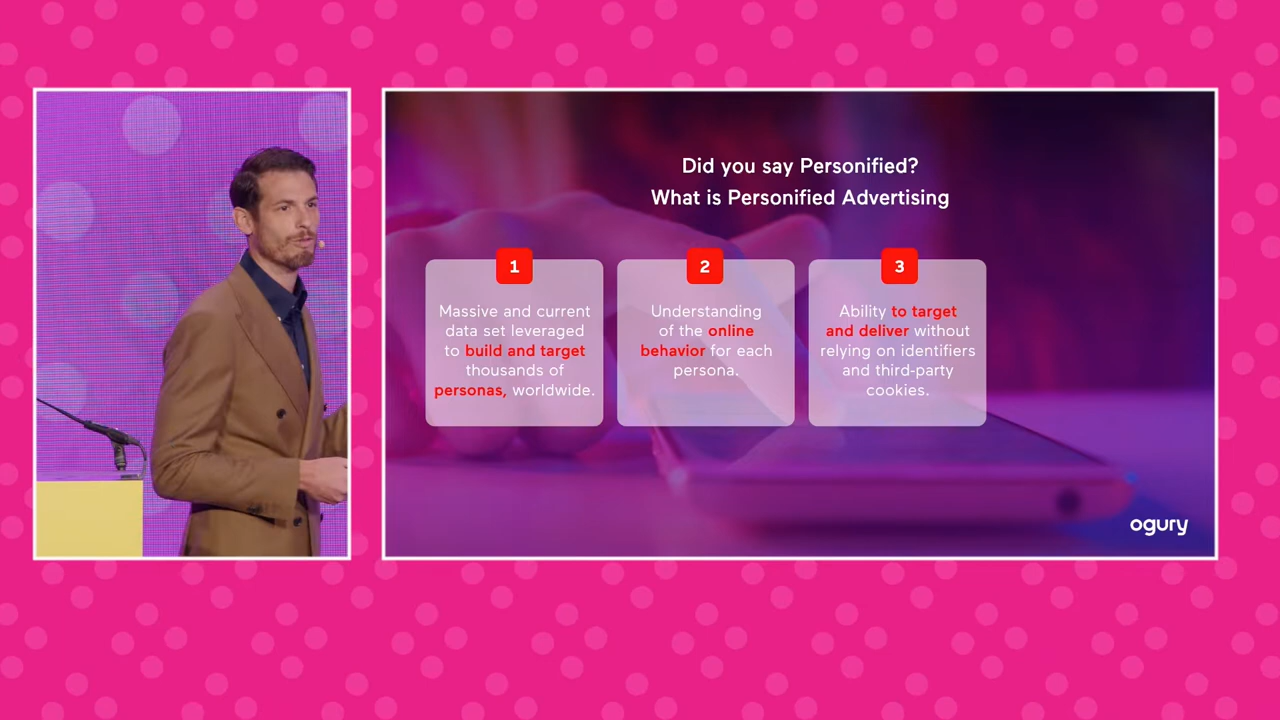 Did you say Personified?
What is Personified Advertising
1
Massive and current
data set leveraged
to build and target
thousands of
personas, worldwide.
2
Understanding
of the online
behavior for each
persona.
3
Ability to target
and deliver without
relying on identifiers
and third-party
cookies.
ogury